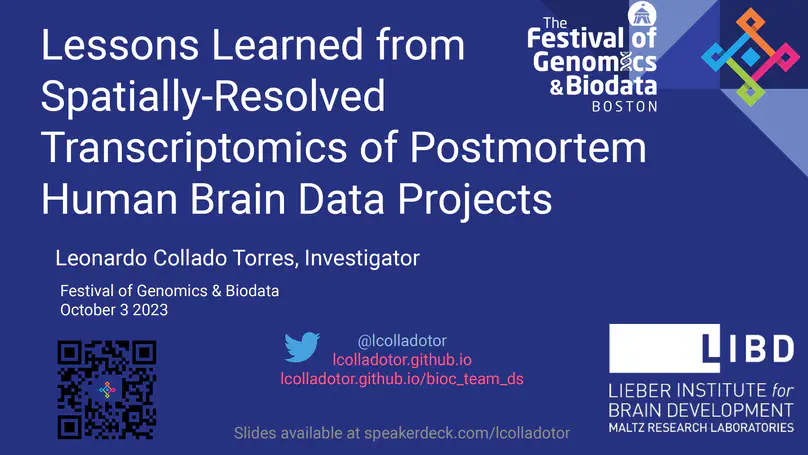 Lessons Learned from
Spatially-Resolved
Transcriptomics of Postmortem
Human Brain Data Projects
The
Festival of
Genomics
& Biodata
BOSTON
Leonardo Collado Torres, Investigator
Festival of Genomics & Biodata
October 3 2023
@lcolladotor
lcolladotor.github.io
lcolladotor.github.io/bioc_team_ds
Slides available at speakerdeck.com/lcolladotor
LIBD
LIEBER INSTITUTE for
BRAIN DEVELOPMENT
MALTZ RESEARCH LABORATORIES